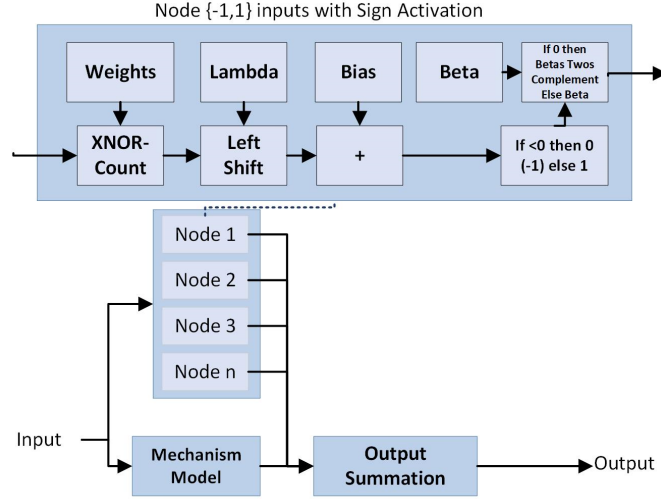 Node {-1,1} inputs with Sign Activation
Weights
Lambda
Bias
Beta
If 0 then
Betas Twos
Complement
Else Beta
XNOR-
Count
Left
Shift
+
If <0 then 0
(-1) else 1
Node 1
Node 2
Node 3
Node n
Input
Mechanism
Model
Output
Summation
Output